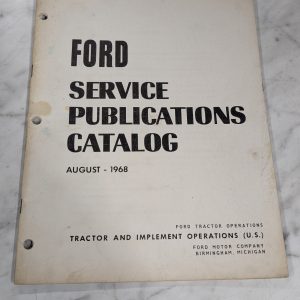 FORD
SERVICE
PUBLICATIONS
CATALOG
AUGUST - 1968
FORD TRACTOR OPERATIONS
TRACTOR AND IMPLEMENT OPERATIONS (U.S.)
FORD MOTOR COMPANY
BIRMINGHAM, MICHIGAN